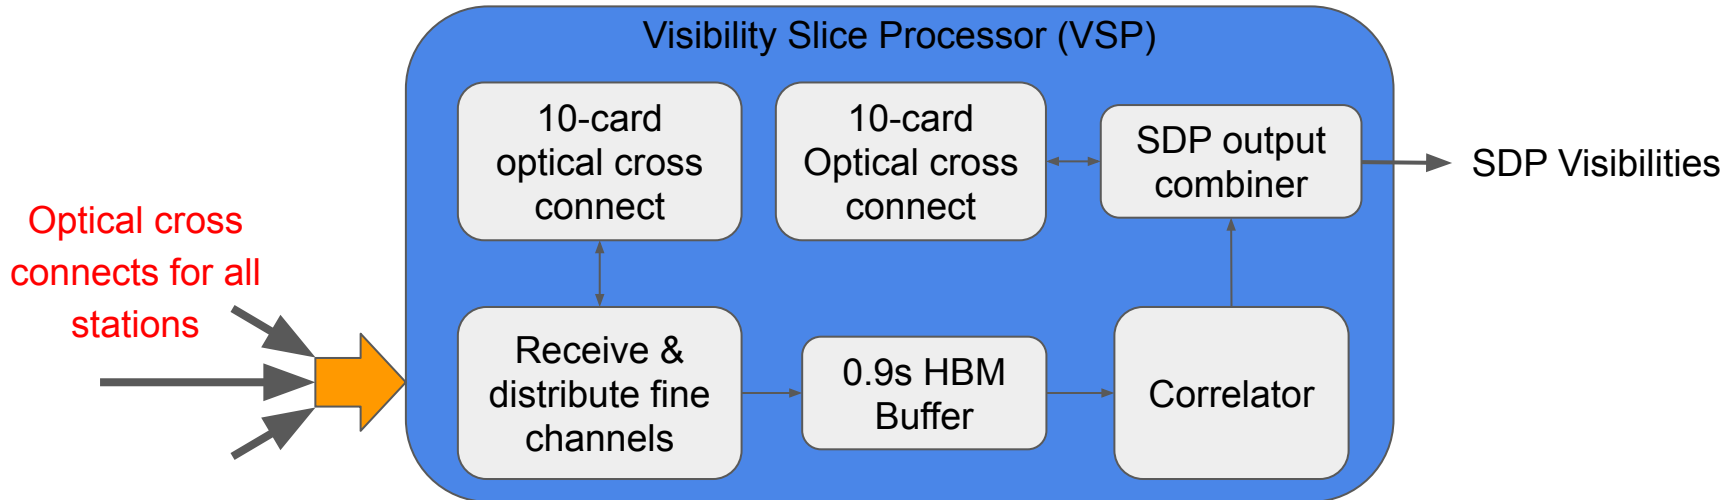 Visibility Slice Processor (VSP)
10-card
optical cross
connect
10-card
Optical cross
connect
SDP output
combiner
SDP Visibilities
Optical cross
connects for all
stations
Receive &
distribute fine
channels
0.9s HBM
Buffer
Correlator